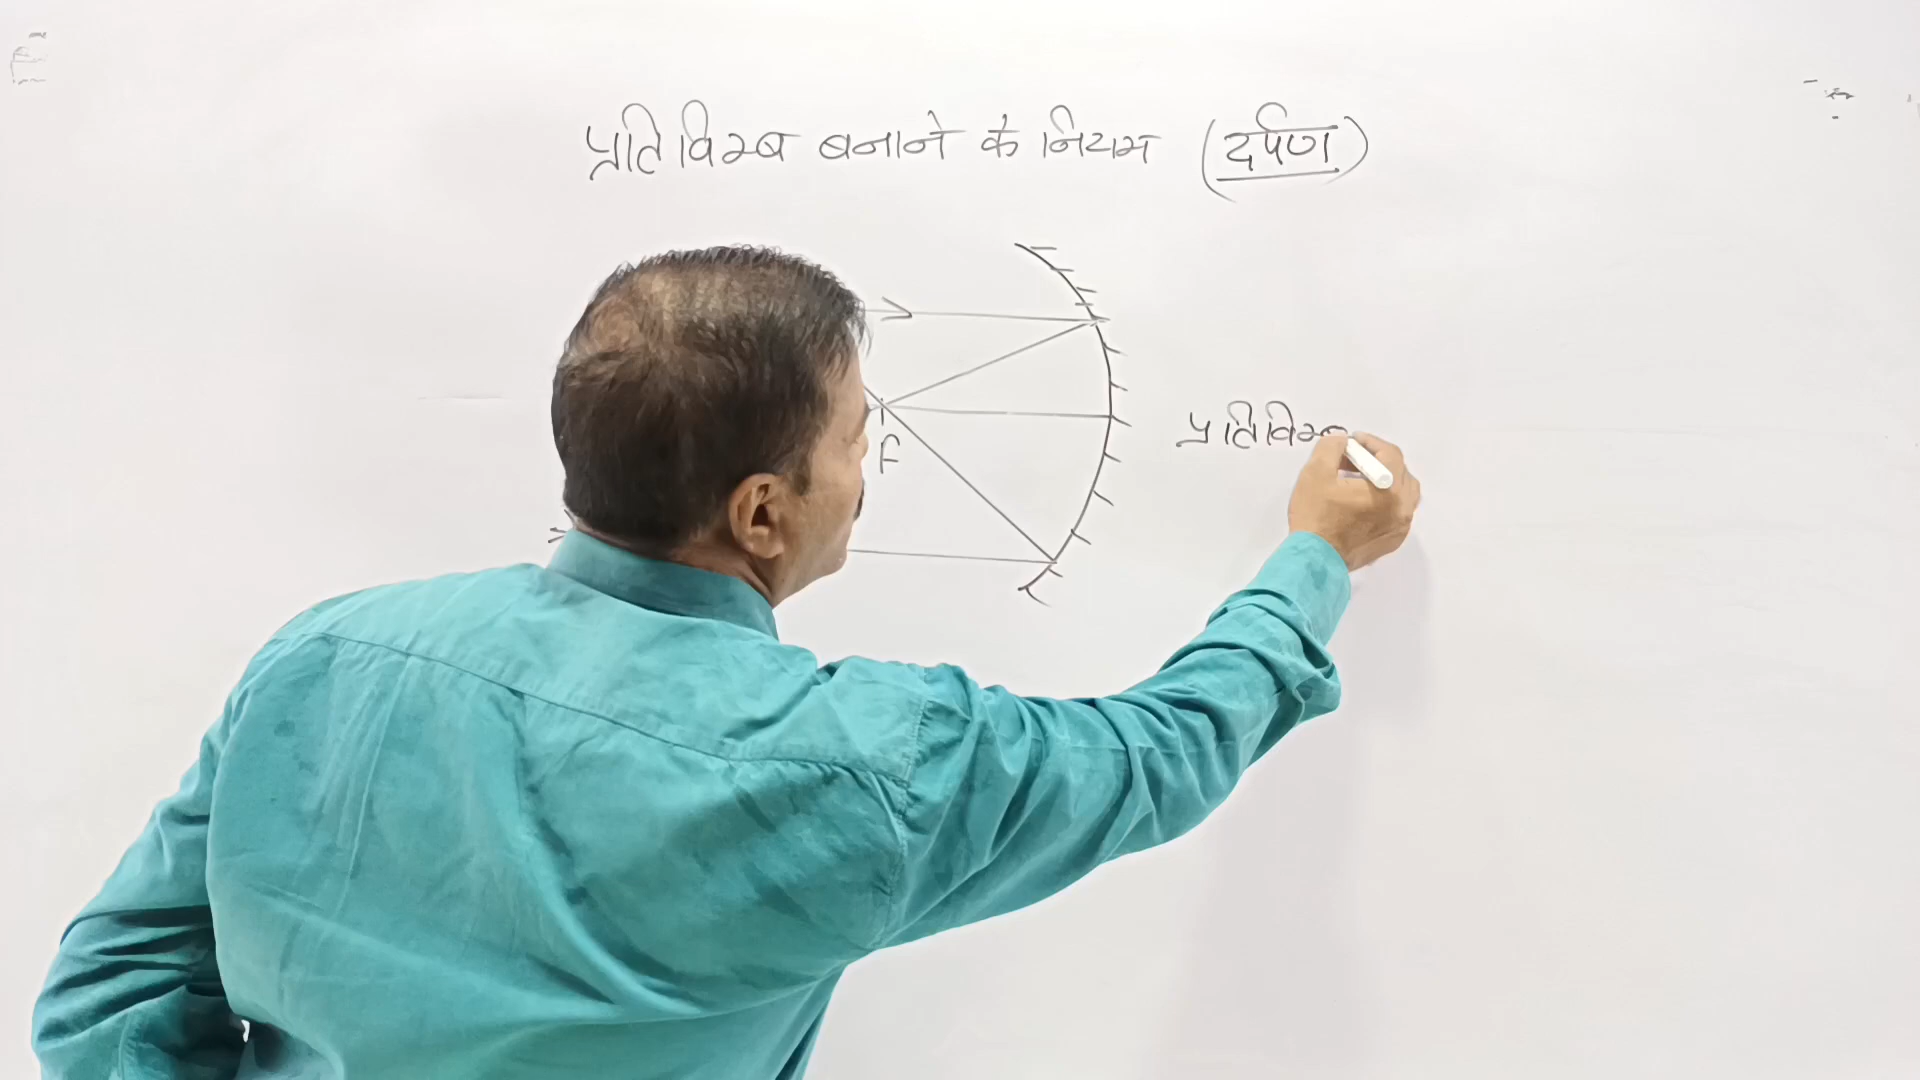 प्रतिविम्ब बनाने के नियम (दर्पण)
F
प्रतिविम्ब